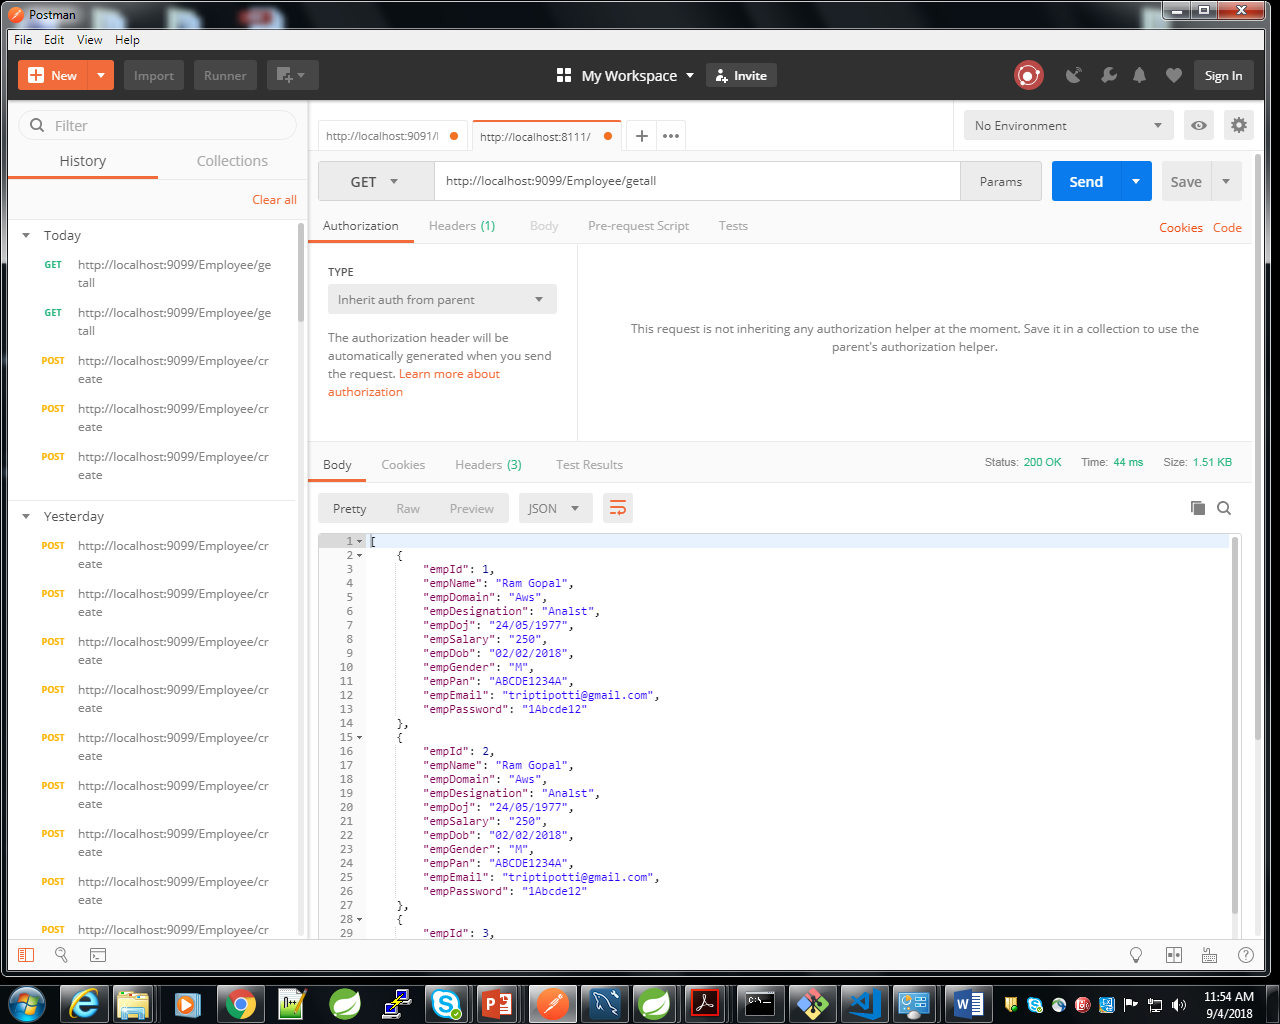 Postman
File Edit View Help
New Import Runner My Workspace Invite Sign In
Filter
History Collections
Clear all
Today
GET http://localhost:9099/Employee/ge
tall
GET http://localhost:9099/Employee/ge
tall
POST http://localhost:9099/Employee/cr
eate
POST http://localhost:9099/Employee/cr
eate
POST http://localhost:9099/Employee/cr
eate
Yesterday
POST http://localhost:9099/Employee/cr
eate
POST http://localhost:9099/Employee/cr
eate
POST http://localhost:9099/Employee/cr
eate
POST http://localhost:9099/Employee/cr
eate
POST http://localhost:9099/Employee/cr
eate
POST http://localhost:9099/Employee/cr
eate
POST http://localhost:9099/Employee/cr
eate
POST http://localhost:9099/Employee/cr
eate
POST http://localhost:9099/Employee/cr
http://localhost:9091/ http://localhost:8111/ No Environment
GET http://localhost:9099/Employee/getall Params Send Save
Authorization Headers (1) Body Pre-request Script Tests Cookies Code
TYPE
Inherit auth from parent
The authorization header will be
automatically generated when you send
the request. Learn more about
authorization
This request is not inheriting any authorization helper at the moment. Save it in a collection to use the
parent's authorization helper.
Body Cookies Headers (3) Test Results Status: 200 OK Time: 44 ms Size: 1.51 KB
Pretty Raw Preview JSON
1 [
2 {
3 "empId": 1,
4 "empName": "Ram Gopal",
5 "empDomain": "Aws",
6 "empDesignation": "Analst",
7 "empDoj": "24/05/1977",
8 "empSalary": "250",
9 "empDob": "02/02/2018",
10 "empGender": "M",
11 "empPan": "ABCDE1234A",
12 "empEmail": "triptipotti@gmail.com",
13 "empPassword": "1Abcde12"
14 },
15 {
16 "empId": 2,
17 "empName": "Ram Gopal",
18 "empDomain": "Aws",
19 "empDesignation": "Analst",
20 "empDoj": "24/05/1977",
21 "empSalary": "250",
22 "empDob": "02/02/2018",
23 "empGender": "M",
24 "empPan": "ABCDE1234A",
25 "empEmail": "triptipotti@gmail.com",
26 "empPassword": "1Abcde12"
27 },
28 {
29 "empId": 3,
11:54 AM
9/4/2018